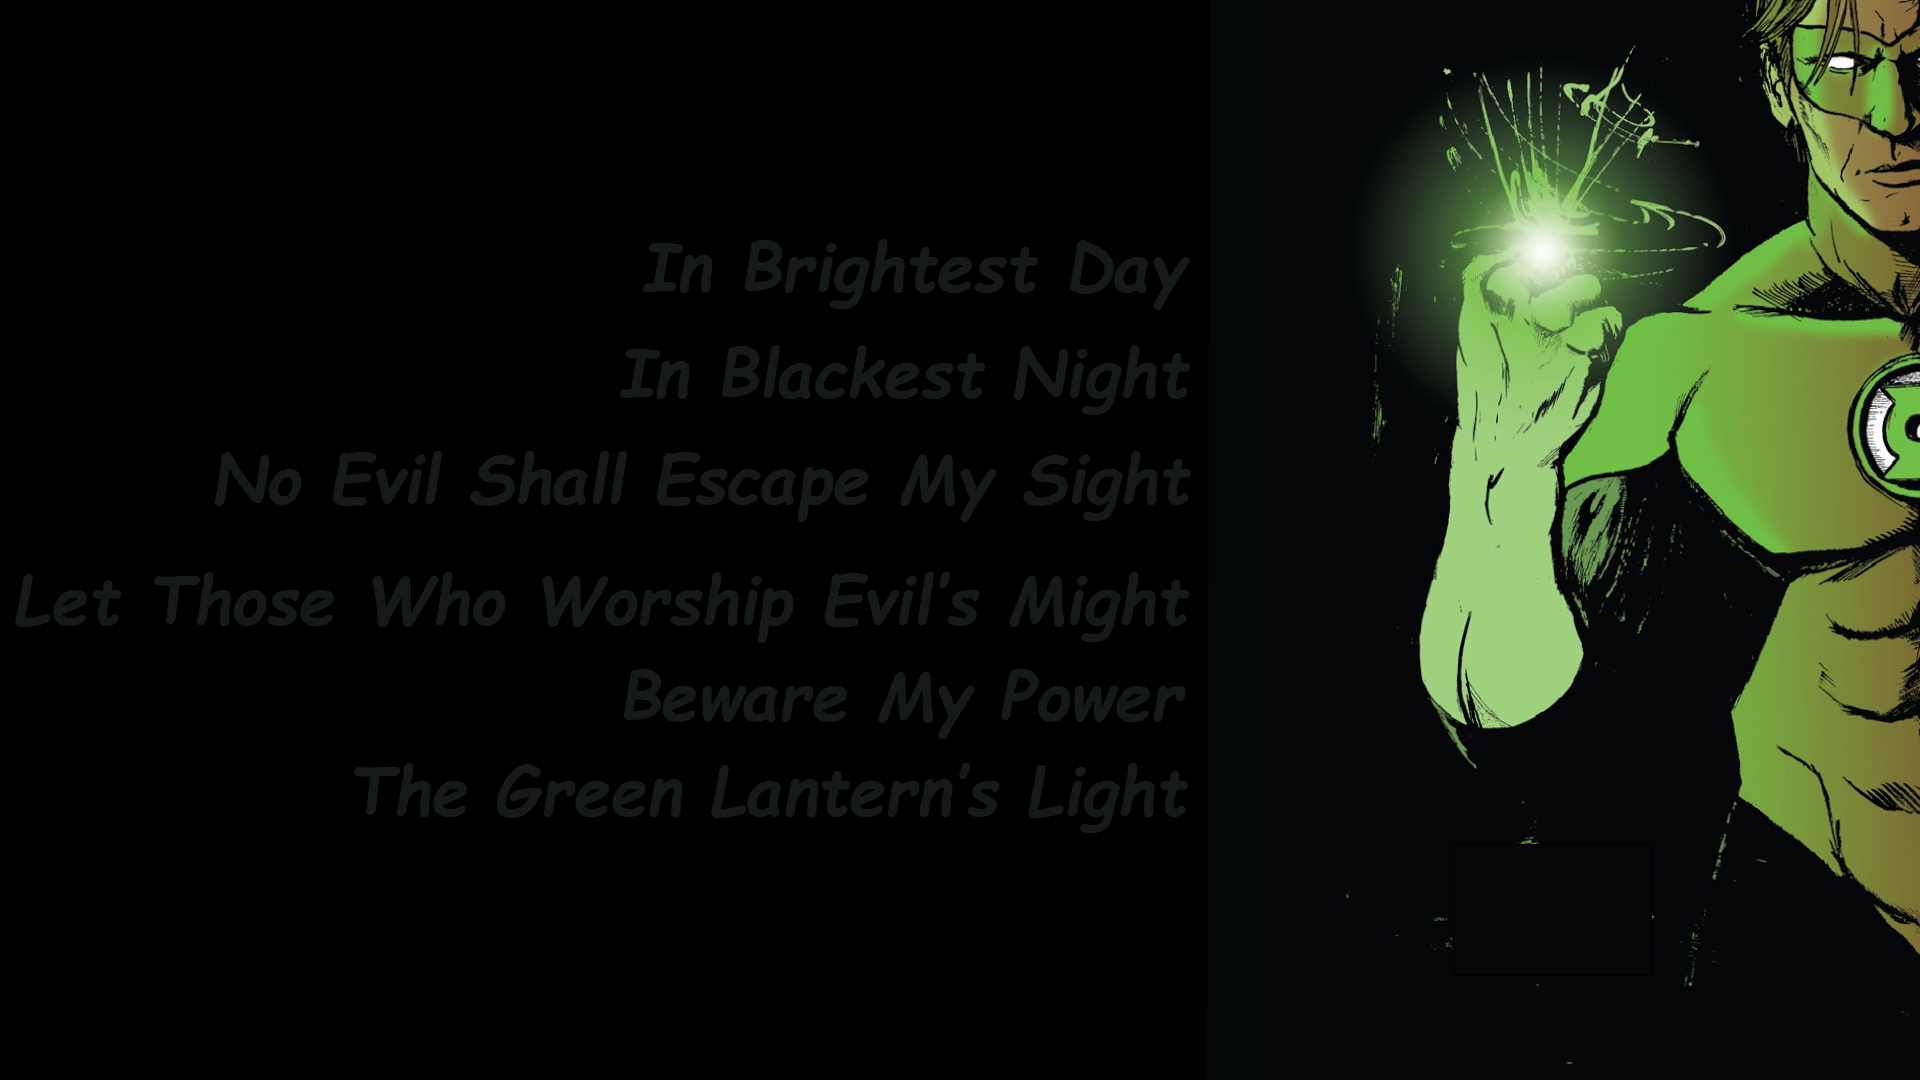 In Brightest Day
In Blackest Night
No Evil Shall Escape My Sight
Let Those Who Worship Evil’s Might
Beware My Power
The Green Lantern’s Light